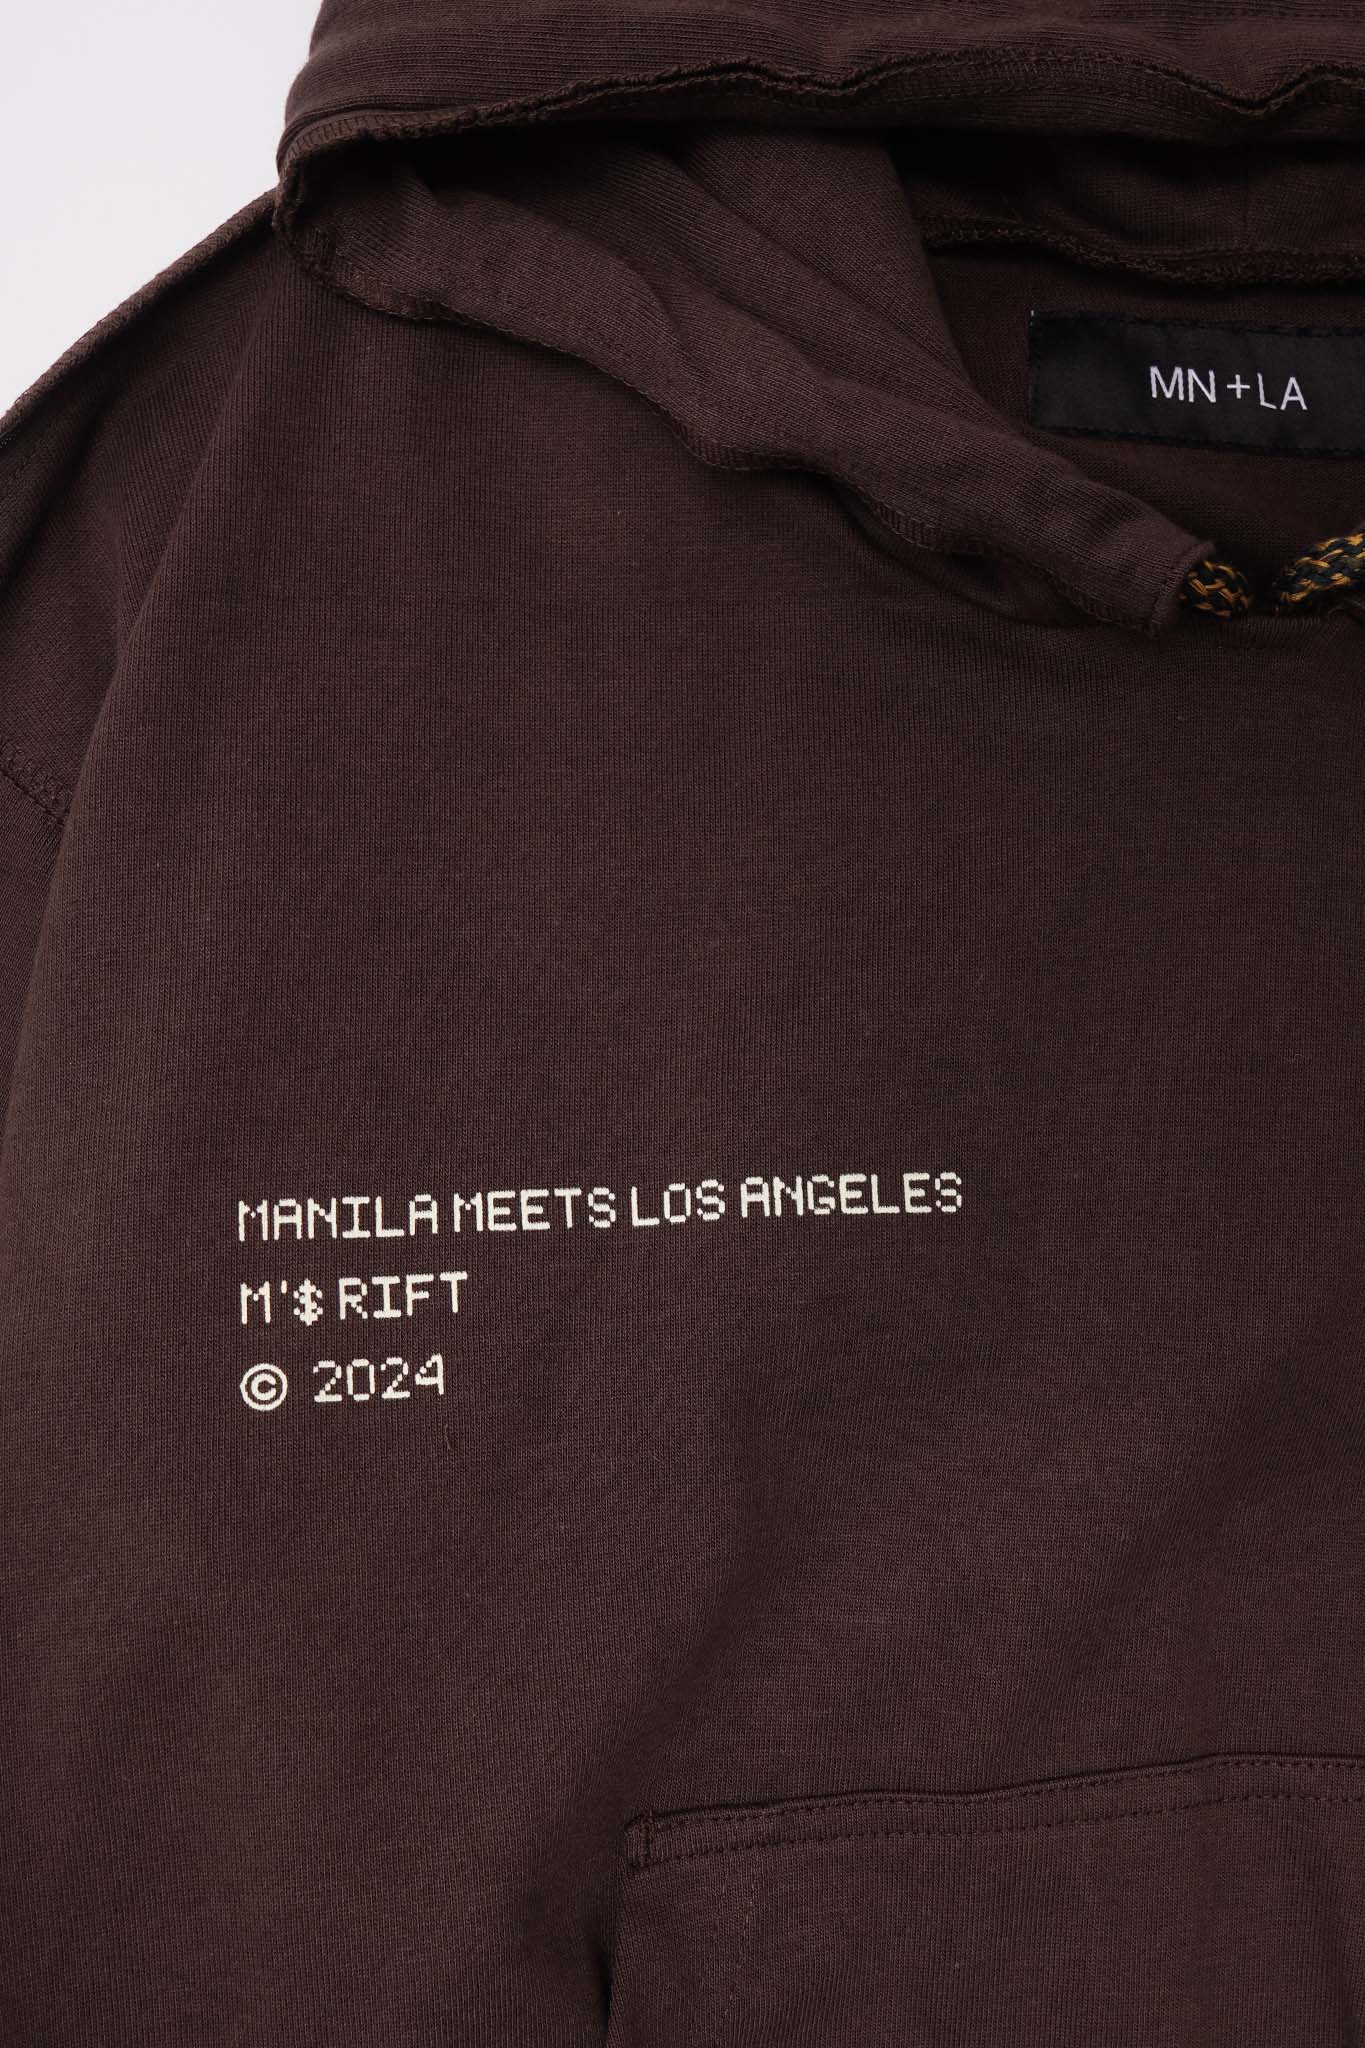 MN + LA
MANILA MEETS LOS ANGELES
M'$ RIFT
© 2024